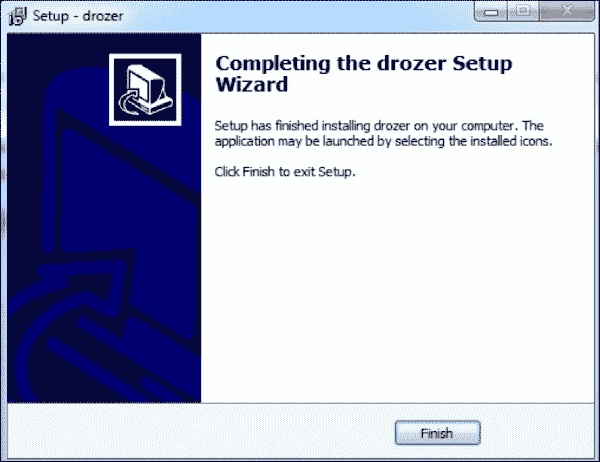 Setup - drozer
Completing the drozer Setup
Wizard
Setup has finished installing drozer on your computer. The
application may be launched by selecting the installed icons.
Click Finish to exit Setup.
Finish